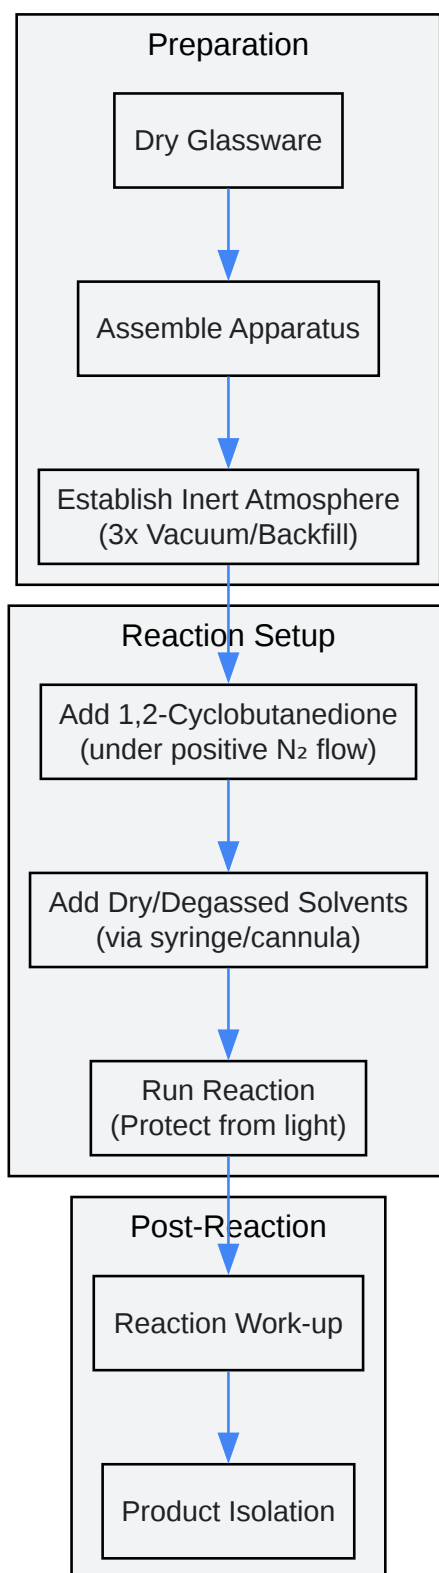 Preparation
Dry Glassware
Assemble Apparatus
Establish Inert Atmosphere
(3x Vacuum/Backfill)
Reaction Setup
Add 1,2-Cyclobutanedione
(under positive N₂ flow)
Add Dry/Degassed Solvents
(via syringe/cannula)
Run Reaction
(Protect from light)
Post-Reaction
Reaction Work-up
Product Isolation